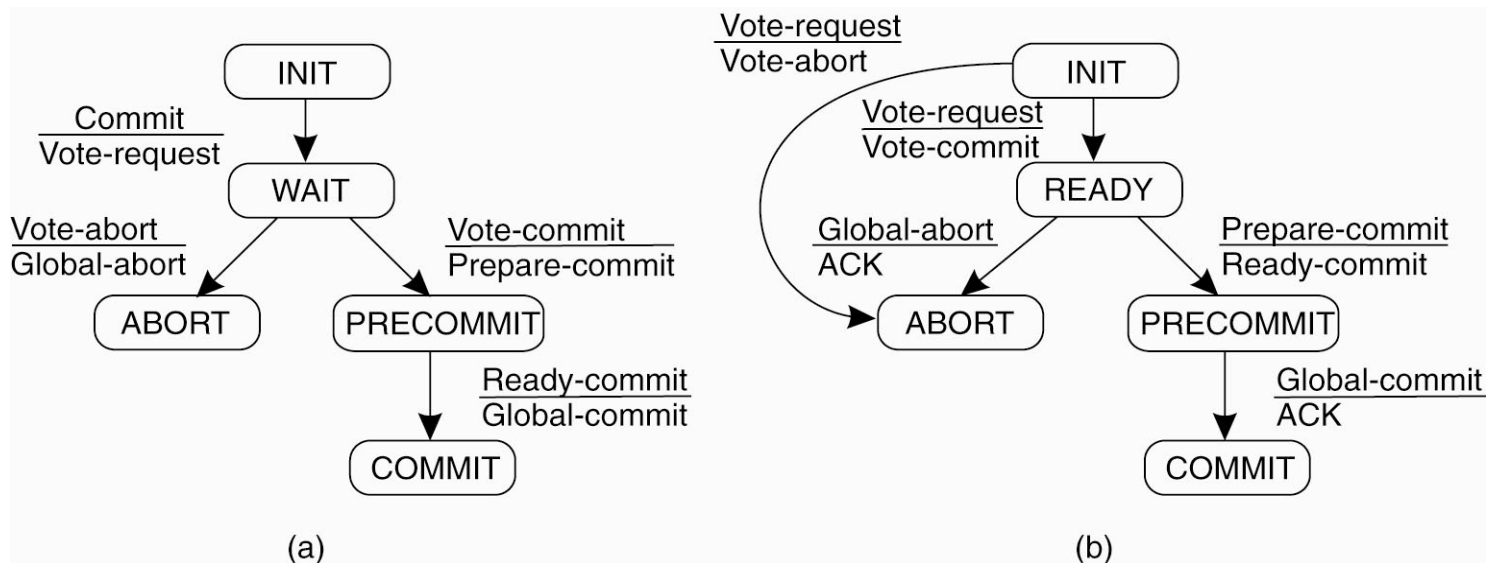 INIT
Commit
Vote-request
WAIT
Vote-abort
Global-abort
Vote-commit
Prepare-commit
ABORT
PRECOMMIT
Ready-commit
Global-commit
COMMIT
(a)
Vote-request
Vote-abort
INIT
Vote-request
Vote-commit
READY
Global-abort
ACK
Prepare-commit
Ready-commit
ABORT
PRECOMMIT
Global-commit
ACK
COMMIT
(b)